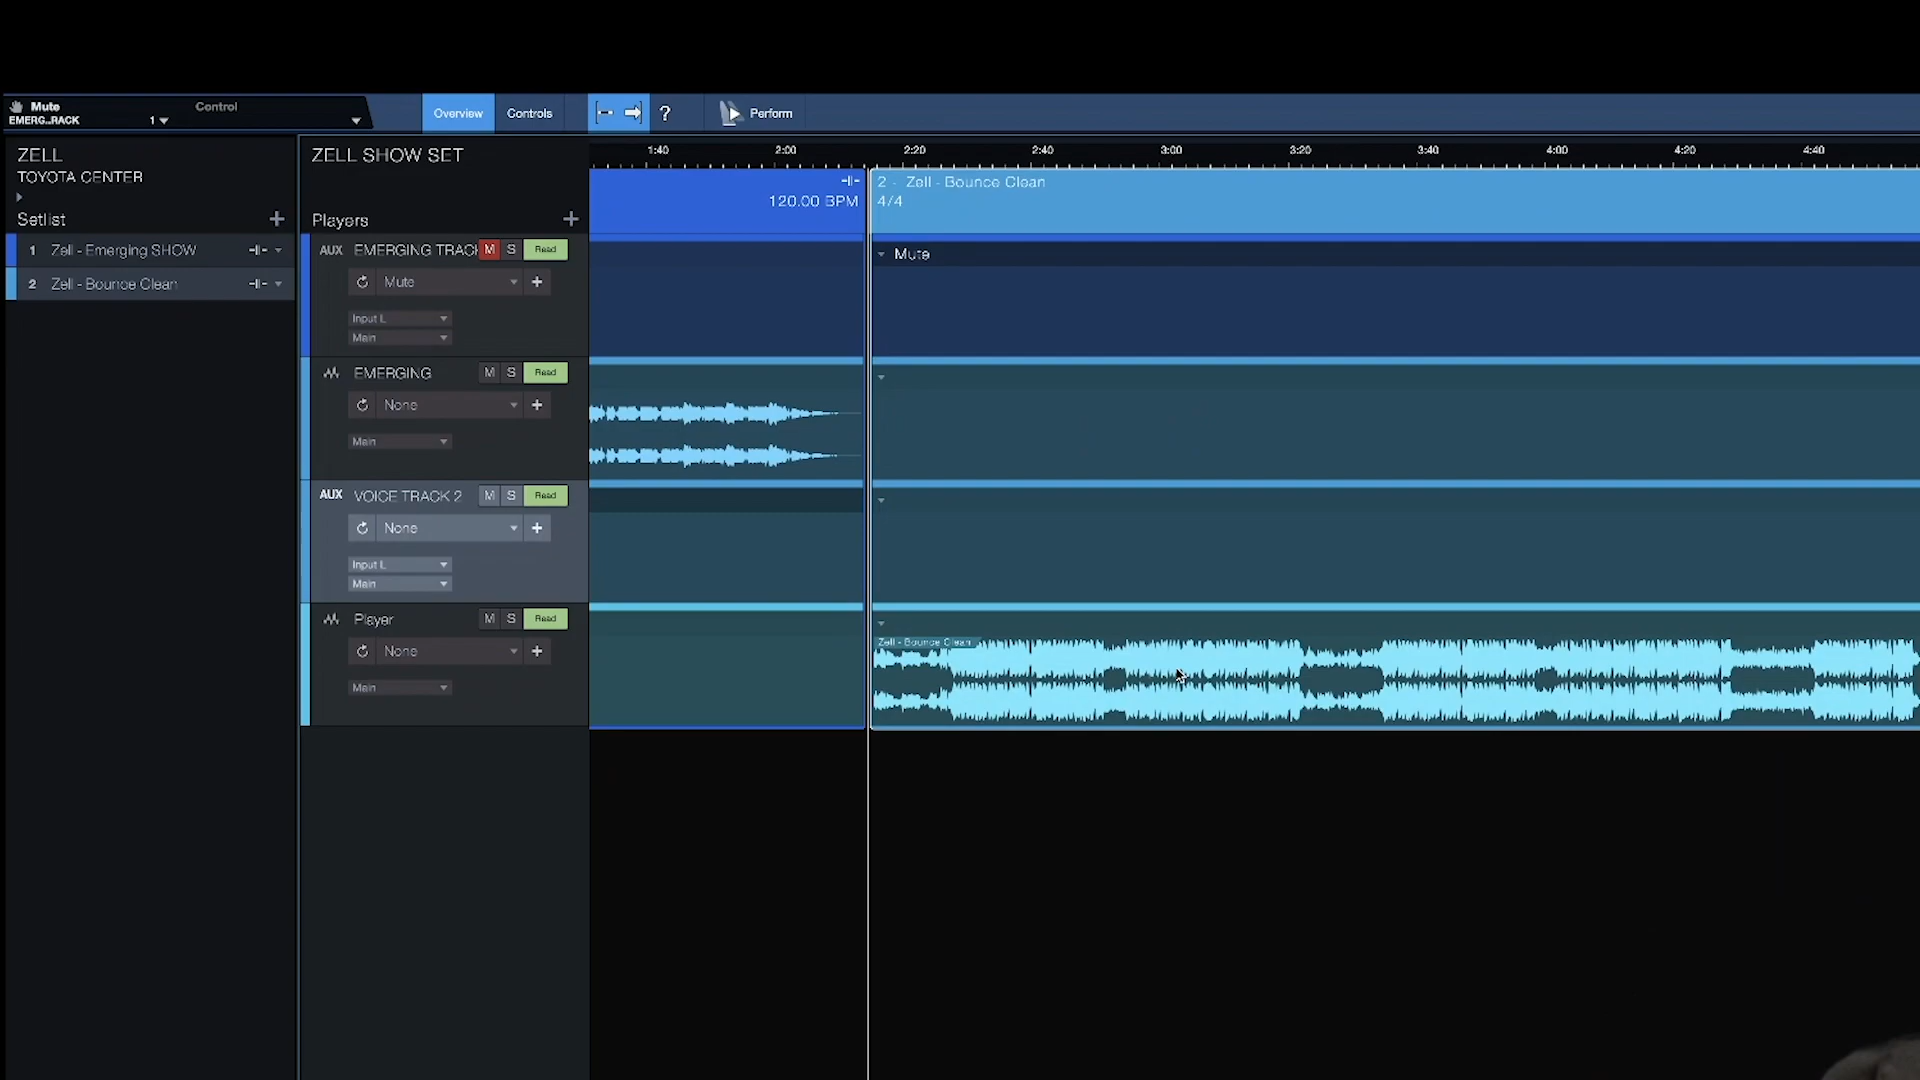 Mute
EMERG..RACK
1
Control
Overview
Controls
?
Perform
ZELL
TOYOTA CENTER
Setlist
+
1 Zell - Emerging SHOW
2 Zell - Bounce Clean
ZELL SHOW SET
Players
+
AUX EMERGING TRACK M S Read
Mute +
Input L
Main
EMERGING M S Read
None +
Main
AUX VOICE TRACK 2 M S Read
None +
Input L
Main
Player M S Read
None +
Main
1:40 2:00 2:20 2:40 3:00 3:20 3:40 4:00 4:20 4:40
120.00 BPM
2 - Zell - Bounce Clean
4/4
Mute
Zell - Bounce Clean